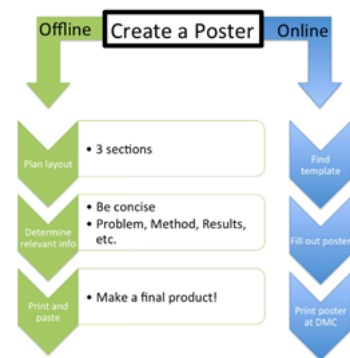 Offline
Create a Poster
Online
Plan layout
• 3 sections
Find
template
Determine
relevant info
• Be concise
• Problem, Method, Results,
etc.
Fill out poster
Print and
paste
• Make a final product!
Print poster
at DMC